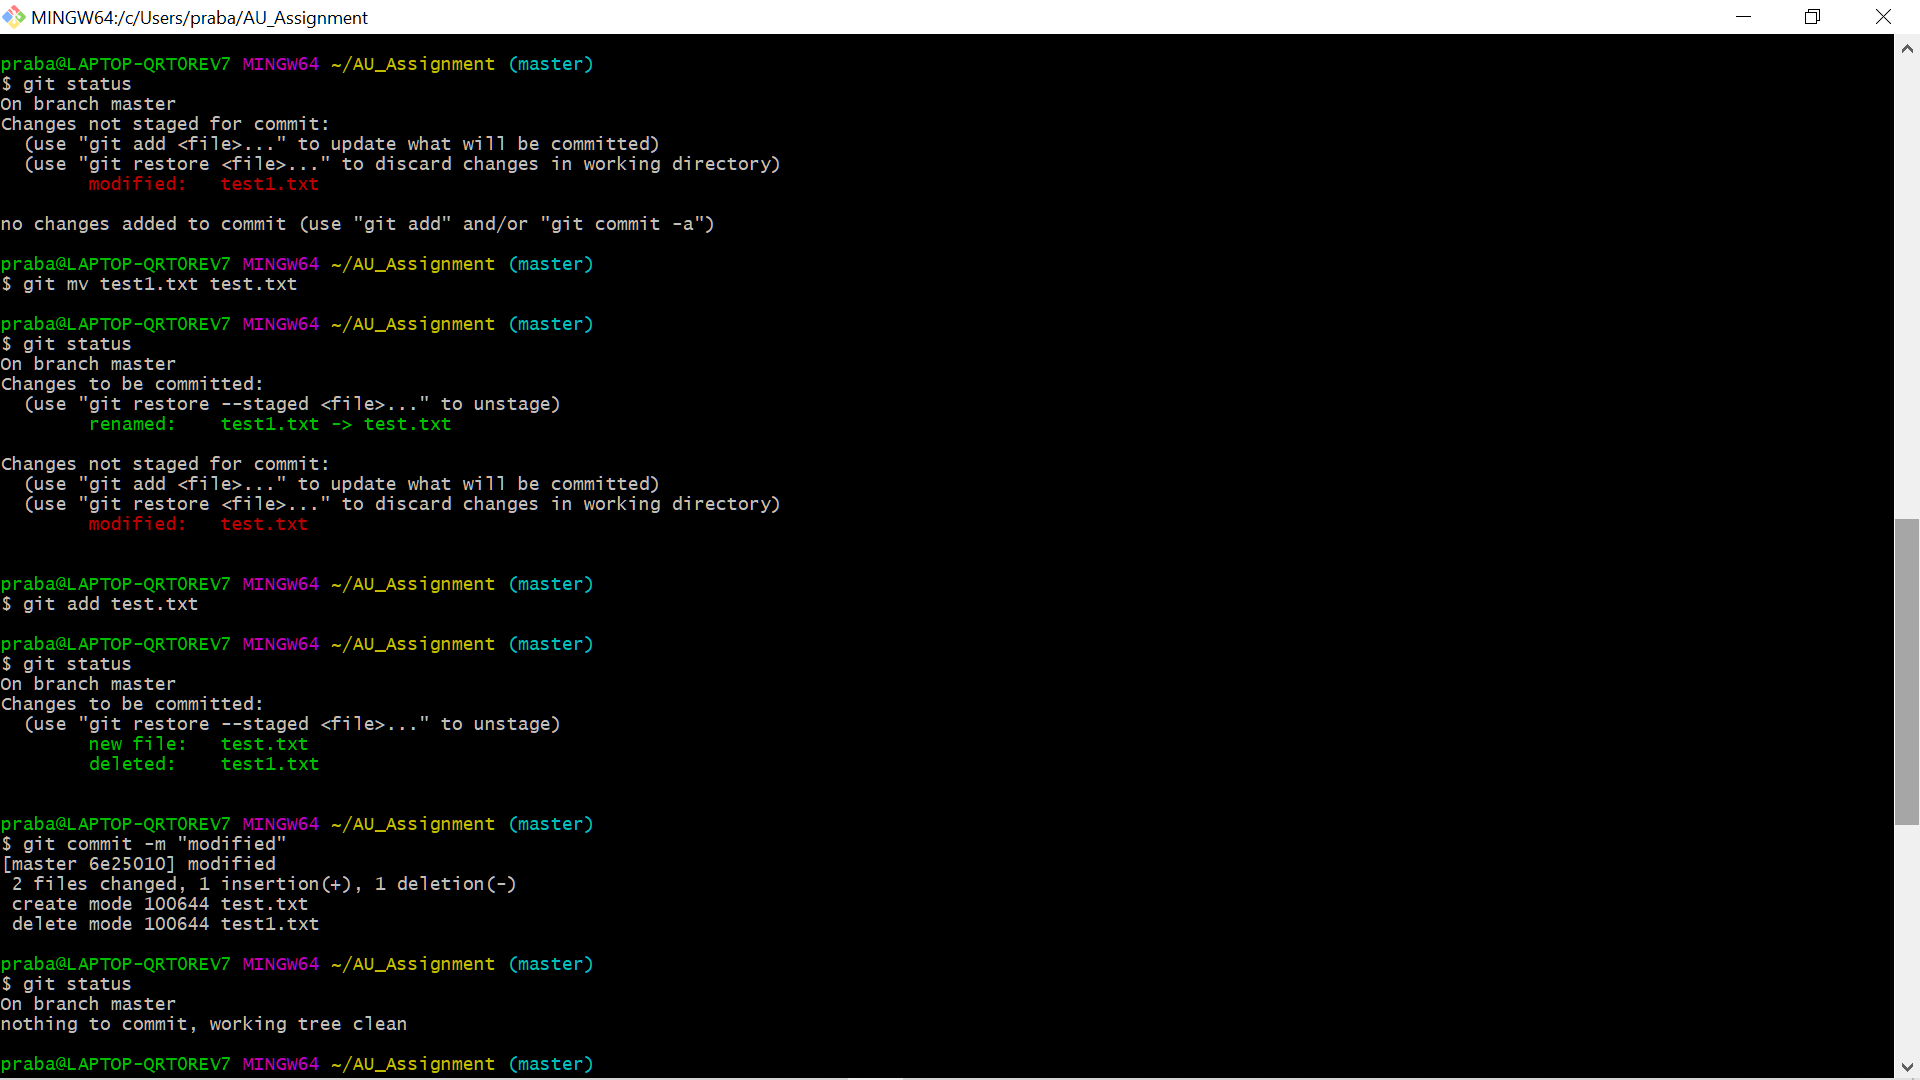 MINGW64:/c/Users/praba/AU_Assignment
praba@LAPTOP-QRT0REV7 MINGW64 ~/AU_Assignment (master)
$ git status
On branch master
Changes not staged for commit:
  (use "git add <file>..." to update what will be committed)
  (use "git restore <file>..." to discard changes in working directory)
        modified:   test1.txt
no changes added to commit (use "git add" and/or "git commit -a")
praba@LAPTOP-QRT0REV7 MINGW64 ~/AU_Assignment (master)
$ git mv test1.txt test.txt
praba@LAPTOP-QRT0REV7 MINGW64 ~/AU_Assignment (master)
$ git status
On branch master
Changes to be committed:
  (use "git restore --staged <file>..." to unstage)
        renamed:    test1.txt -> test.txt
Changes not staged for commit:
  (use "git add <file>..." to update what will be committed)
  (use "git restore <file>..." to discard changes in working directory)
        modified:   test.txt
praba@LAPTOP-QRT0REV7 MINGW64 ~/AU_Assignment (master)
$ git add test.txt
praba@LAPTOP-QRT0REV7 MINGW64 ~/AU_Assignment (master)
$ git status
On branch master
Changes to be committed:
  (use "git restore --staged <file>..." to unstage)
        new file:   test.txt
        deleted:    test1.txt
praba@LAPTOP-QRT0REV7 MINGW64 ~/AU_Assignment (master)
$ git commit -m "modified"
[master 6e25010] modified
 2 files changed, 1 insertion(+), 1 deletion(-)
 create mode 100644 test.txt
 delete mode 100644 test1.txt
praba@LAPTOP-QRT0REV7 MINGW64 ~/AU_Assignment (master)
$ git status
On branch master
nothing to commit, working tree clean
praba@LAPTOP-QRT0REV7 MINGW64 ~/AU_Assignment (master)